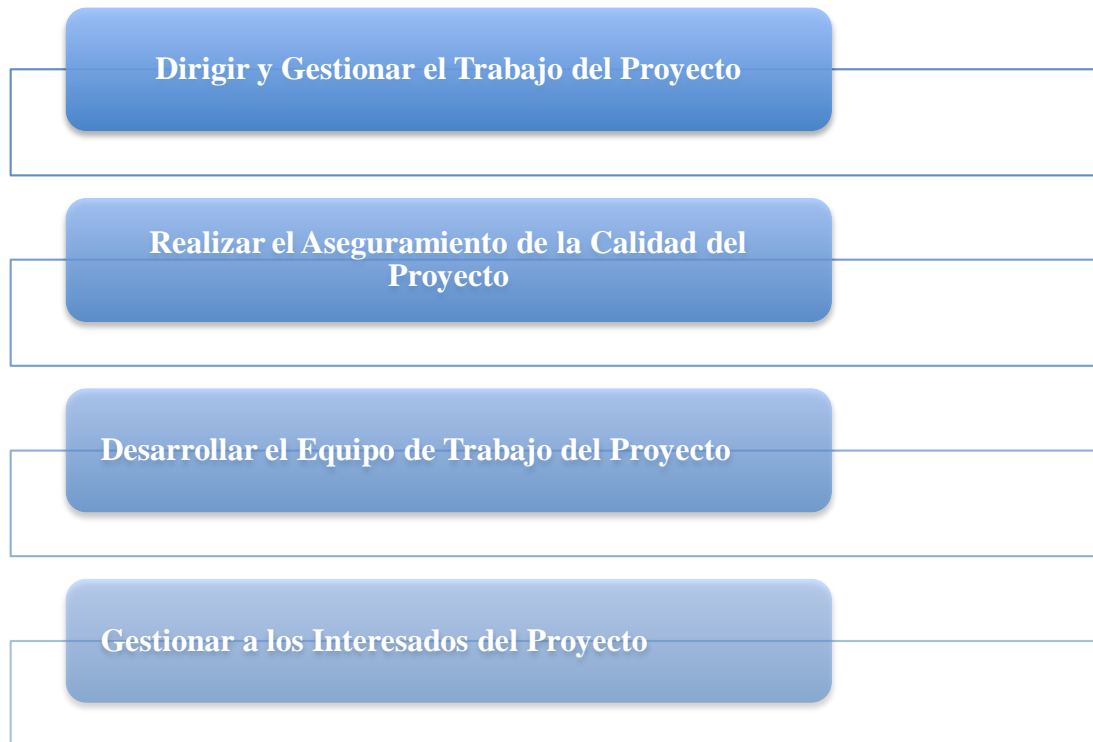 Dirigir y Gestionar el Trabajo del Proyecto
Realizar el Aseguramiento de la Calidad del
Proyecto
Desarrollar el Equipo de Trabajo del Proyecto
Gestionar a los Interesados del Proyecto